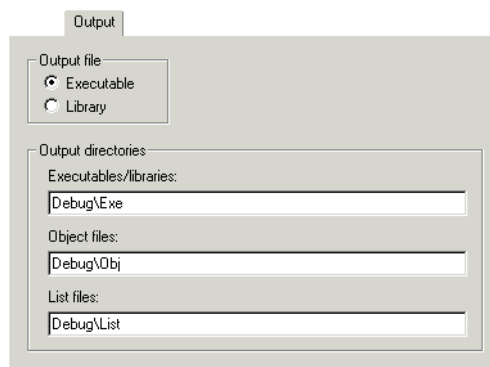 Output
Output file
Executable
Library
Output directories
Executables/libraries:
Debug\Exe
Object files:
Debug\Obj
List files:
Debug\List